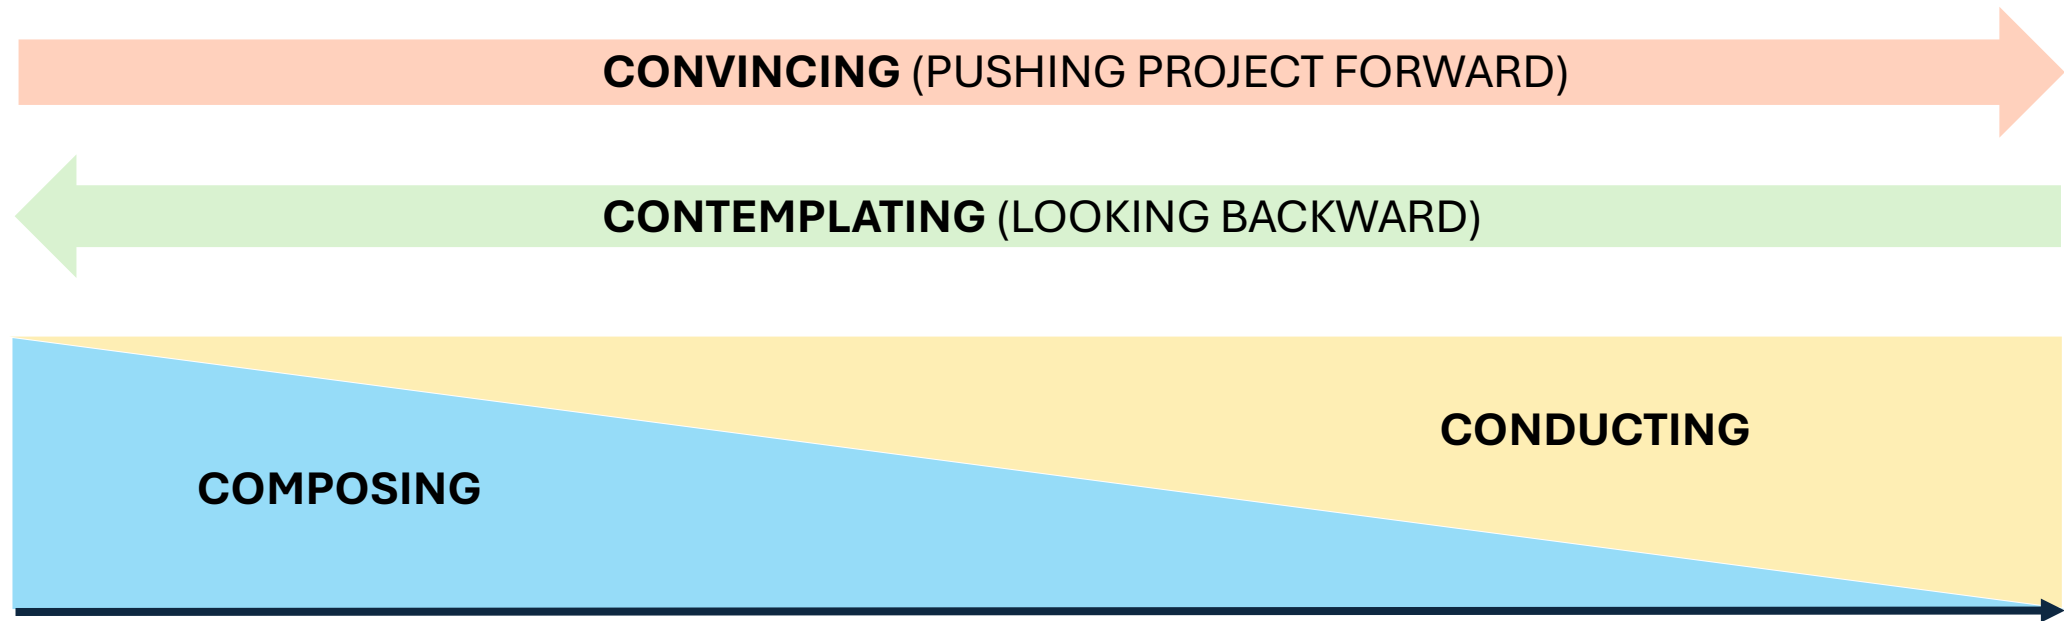 CONVINCING (PUSHING PROJECT FORWARD)
CONTEMPLATING (LOOKING BACKWARD)
CONDUCTING
COMPOSING